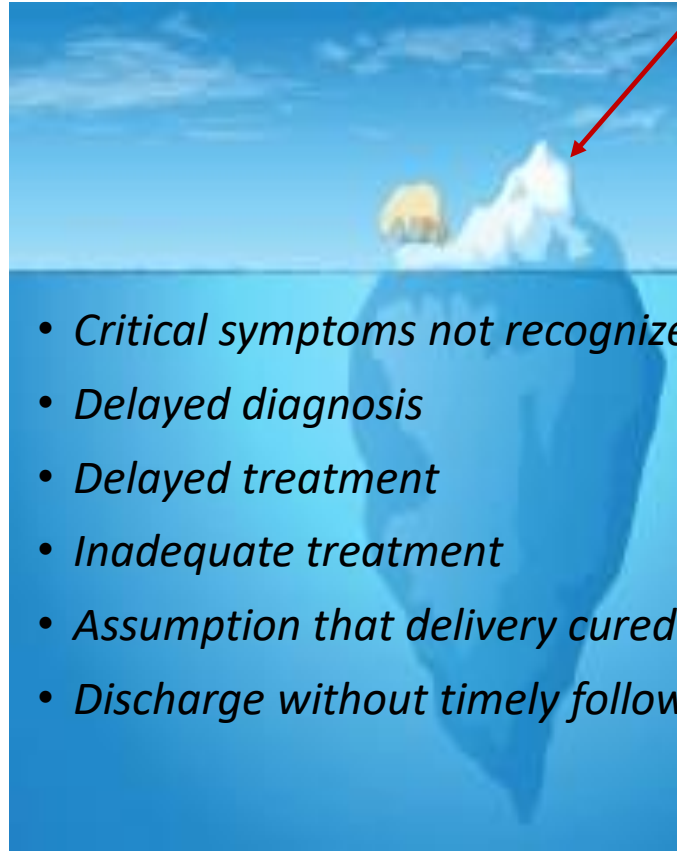 • Critical symptoms not recognize
• Delayed diagnosis
• Delayed treatment
• Inadequate treatment
• Assumption that delivery cured
• Discharge without timely follow